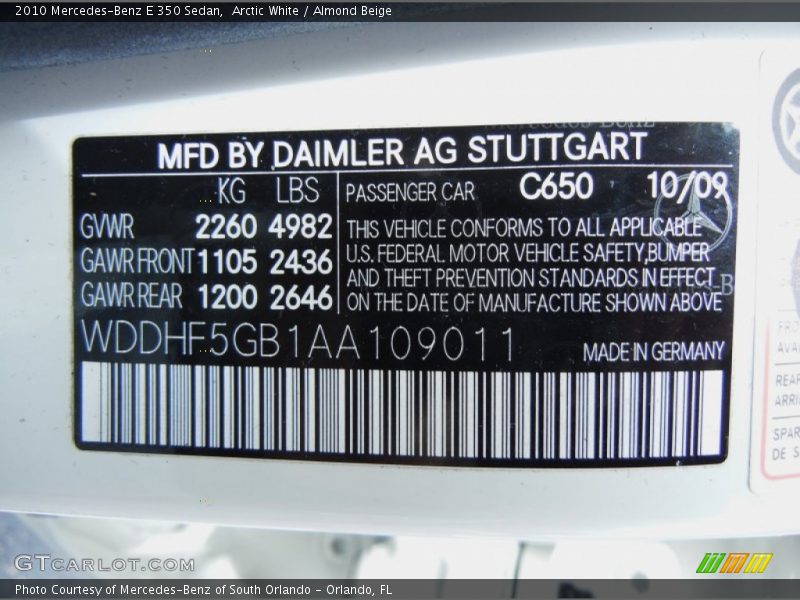 2010 Mercedes-Benz E 350 Sedan, Arctic White / Almond Beige
MFD BY DAIMLER AG STUTTGART
KG LBS
GVWR 2260 4982
GAWR FRONT 1105 2436
GAWR REAR 1200 2646
PASSENGER CAR C650 10/09
THIS VEHICLE CONFORMS TO ALL APPLICABLE
U.S. FEDERAL MOTOR VEHICLE SAFETY, BUMPER
AND THEFT PREVENTION STANDARDS IN EFFECT
ON THE DATE OF MANUFACTURE SHOWN ABOVE
WDDHF5GB1AA109011
MADE IN GERMANY
DE S
GTCARLOT.COM
Photo Courtesy of Mercedes-Benz of South Orlando - Orlando, FL